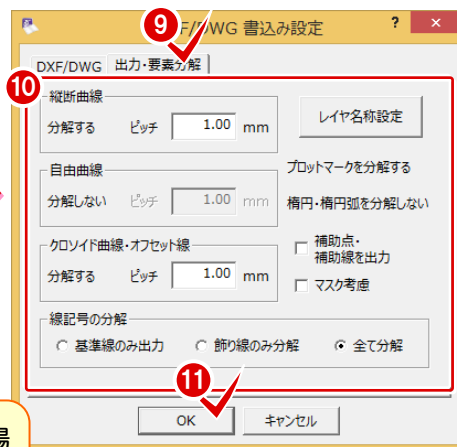 9
F/DWG 書込み設定 ?
DXF/DWG 出力・要素分解
10
縦断曲線
分解する ピッチ 1.00 mm
レイヤ名称設定
自由曲線
分解しない ピッチ 1.00 mm
プロットマークを分解する
楕円・楕円弧を分解しない
クロソイド曲線・オフセット線
分解する ピッチ 1.00 mm
補助点・
補助線を出力
マスク考慮
線記号の分解
基準線のみ出力 飾り線のみ分解 全て分解
11
OK キャンセル
場